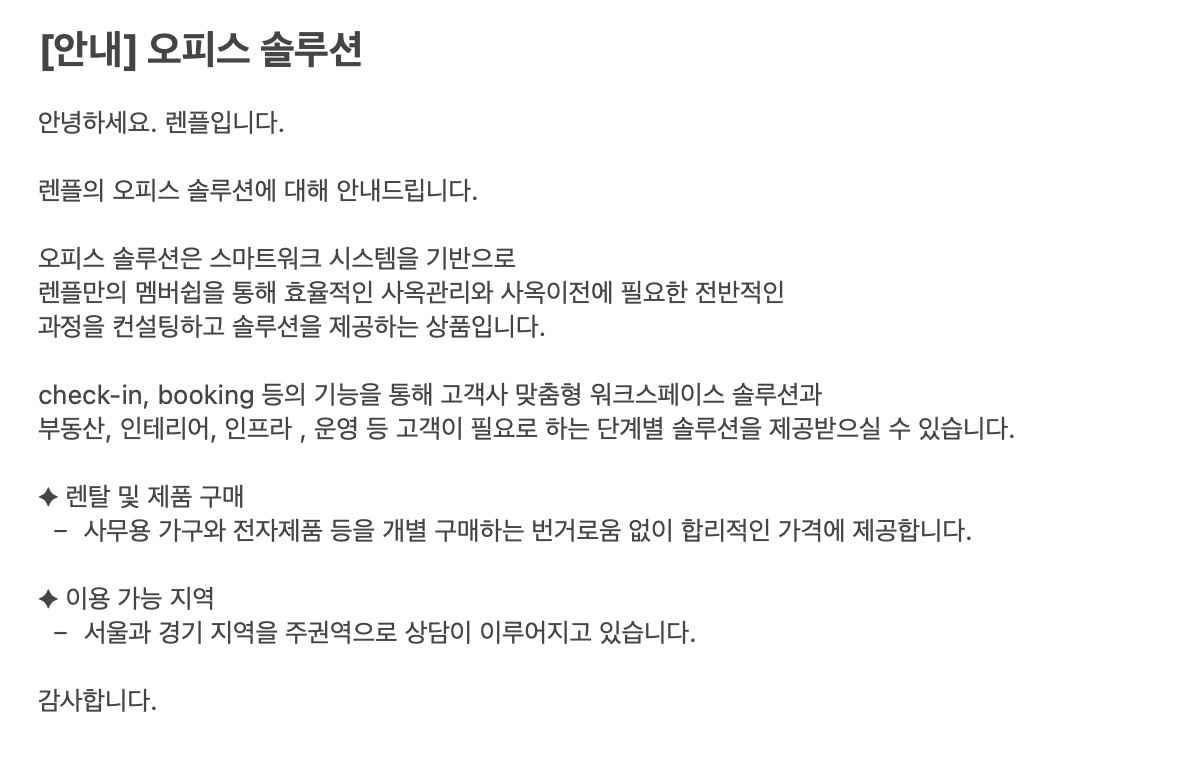 [안내] 오피스 솔루션
안녕하세요. 렌플입니다.
렌플의 오피스 솔루션에 대해 안내드립니다.
오피스 솔루션은 스마트워크 시스템을 기반으로
렌플만의 멤버쉽을 통해 효율적인 사옥관리와 사옥이전에 필요한 전반적인
과정을 컨설팅하고 솔루션을 제공하는 상품입니다.
check-in, booking 등의 기능을 통해 고객사 맞춤형 워크스페이스 솔루션과
부동산, 인테리어, 인프라 , 운영 등 고객이 필요로 하는 단계별 솔루션을 제공받으실 수 있습니다.
✦ 렌탈 및 제품 구매
– 사무용 가구와 전자제품 등을 개별 구매하는 번거로움 없이 합리적인 가격에 제공합니다.
✦ 이용 가능 지역
– 서울과 경기 지역을 주권역으로 상담이 이루어지고 있습니다.
감사합니다.